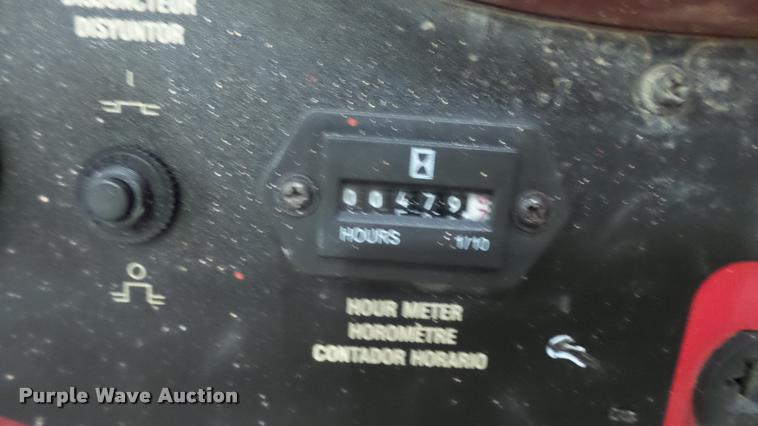 DISJONCTEUR
DISYUNTOR
00479
HOURS 1/10
HOUR METER
HOROMÈTRE
CONTADOR HORARIO
Purple Wave Auction®